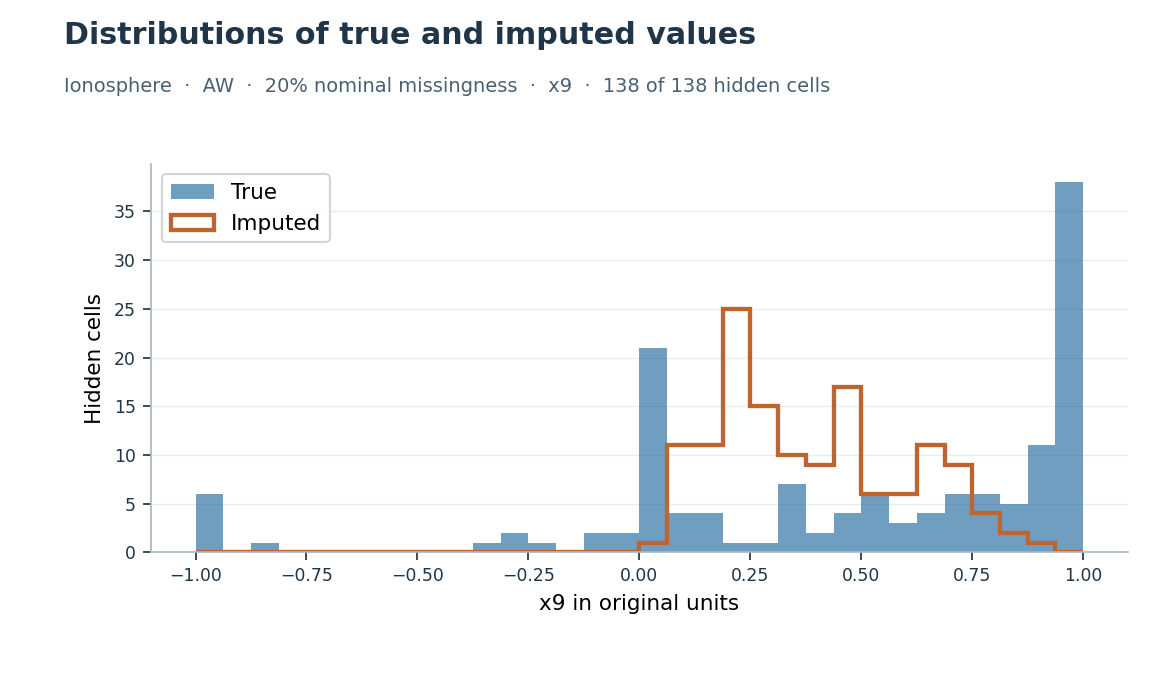 Distributions of true and imputed values
Ionosphere · AW · 20% nominal missingness · x9 · 138 of 138 hidden cells
True
Imputed
Hidden cells
35
30
25
20
15
10
5
0
−1.00 −0.75 −0.50 −0.25 0.00 0.25 0.50 0.75 1.00
x9 in original units